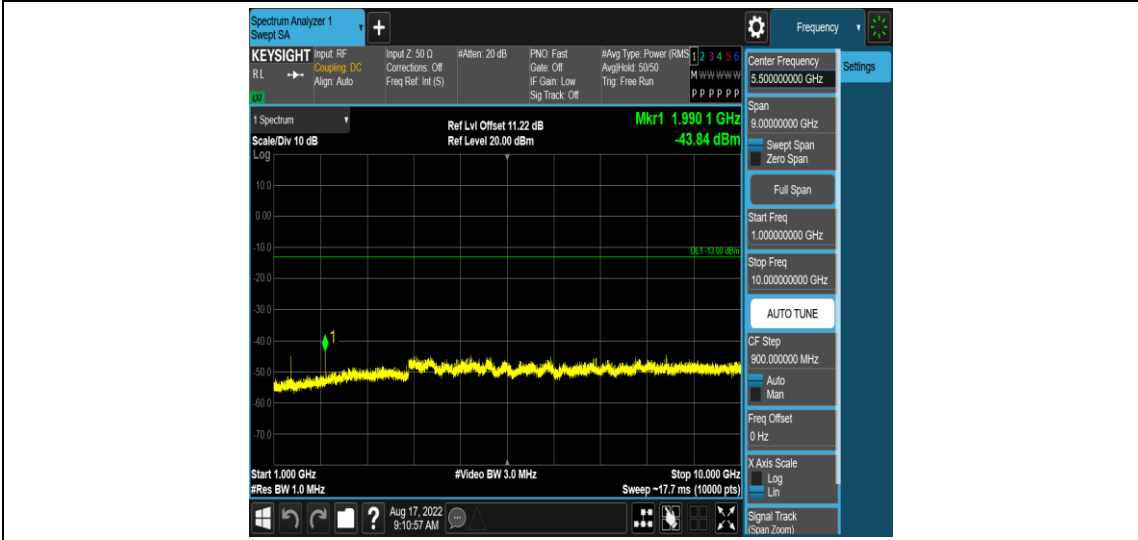 Spectrum Analyzer 1
Swept SA
+
Frequency
KEYSIGHT
RL
Input: RF
Coupling: DC
Align: Auto
Input Z: 50 Ω
Corrections: Off
Freq Ref: Int (S)
#Atten: 20 dB
PNO: Fast
Gate: Off
IF Gain: Low
Sig Track: Off
#Avg Type: Power (RMS
Avg|Hold: 50/50
Trig: Free Run
1 2 3 4 5 6
M W W W W W
P P P P P P
1 Spectrum
Scale/Div 10 dB
Log
Ref Lvl Offset 11.22 dB
Ref Level 20.00 dBm
Mkr1 1.990 1 GHz
-43.84 dBm
10.0
0.00
-10.0
DL1 -13.00 dBm
-20.0
-30.0
-40.0
1
-50.0
-60.0
-70.0
Start 1.000 GHz
#Res BW 1.0 MHz
#Video BW 3.0 MHz
Stop 10.000 GHz
Sweep ~17.7 ms (10000 pts)
?
Aug 17, 2022
9:10:57 AM
Center Frequency
5.500000000 GHz
Settings
Span
9.00000000 GHz
Swept Span
Zero Span
Full Span
Start Freq
1.000000000 GHz
Stop Freq
10.000000000 GHz
AUTO TUNE
CF Step
900.000000 MHz
Auto
Man
Freq Offset
0 Hz
X Axis Scale
Log
Lin
Signal Track
(Span Zoom)